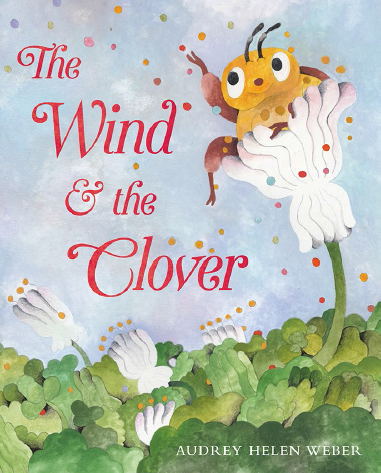 The
Wind
& the
Clover
AUDREY HELEN WEBER